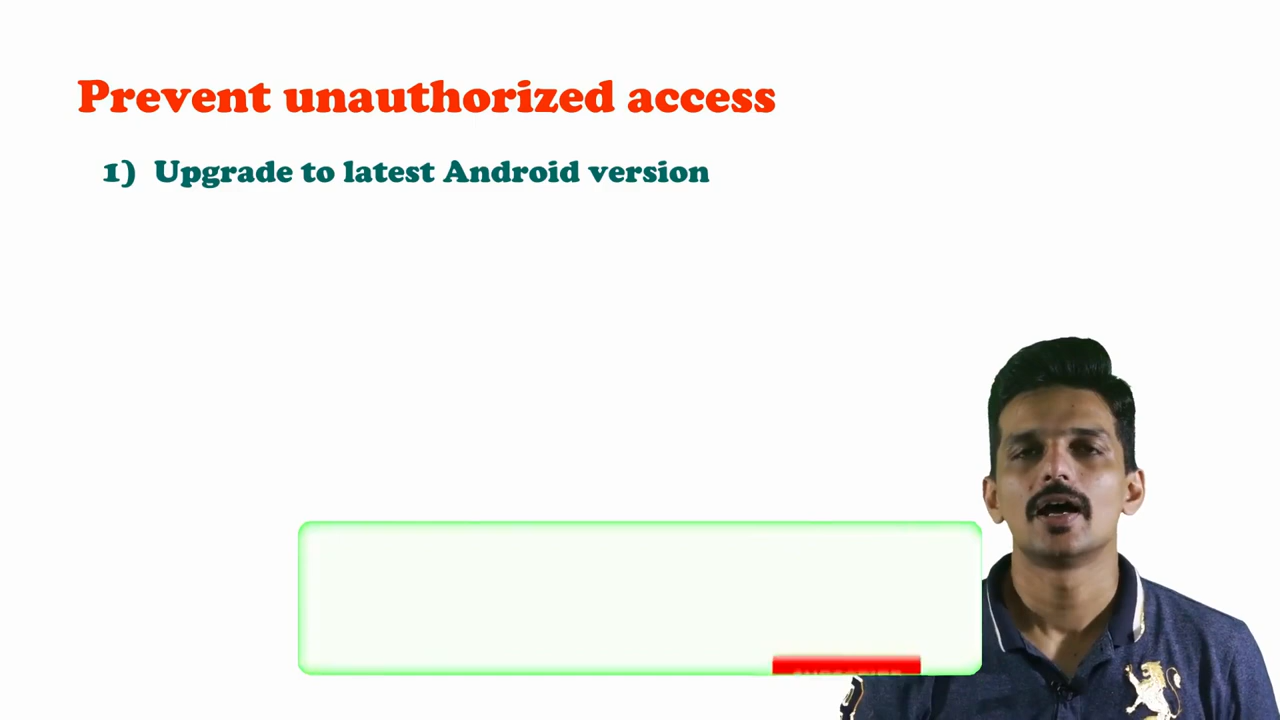 Prevent unauthorized access
1) Upgrade to latest Android version